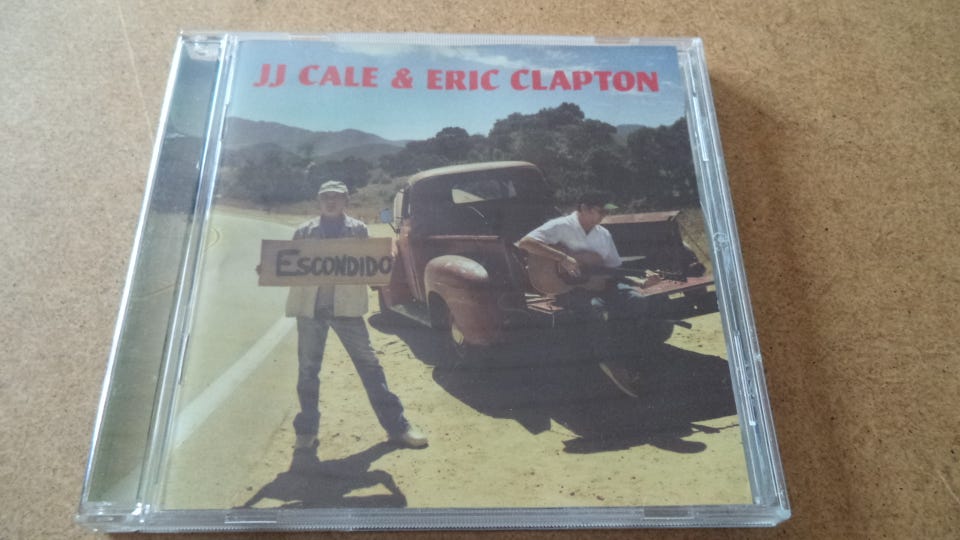 JJ CALE & ERIC CLAPTON
ESCONDIDO